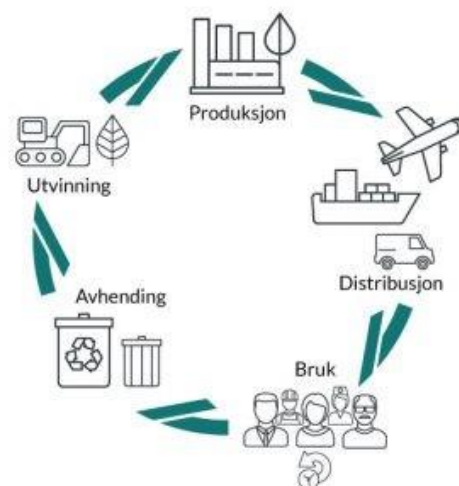 Produksjon
Utvinning
Distribusjon
Avhending
Bruk